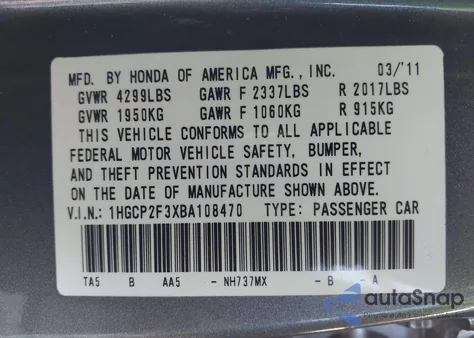 MFD. BY HONDA OF AMERICA MFG., INC. 03/'11
GVWR 4299LBS GAWR F 2337LBS R 2017LBS
GVWR 1950KG GAWR F 1060KG R 915KG
THIS VEHICLE CONFORMS TO ALL APPLICABLE
FEDERAL MOTOR VEHICLE SAFETY, BUMPER,
AND THEFT PREVENTION STANDARDS IN EFFECT
ON THE DATE OF MANUFACTURE SHOWN ABOVE.
V.I.N.: 1HGCP2F3XBA108470 TYPE: PASSENGER CAR
TA5 B AA5 - NH737MX - B - A
autoSnap